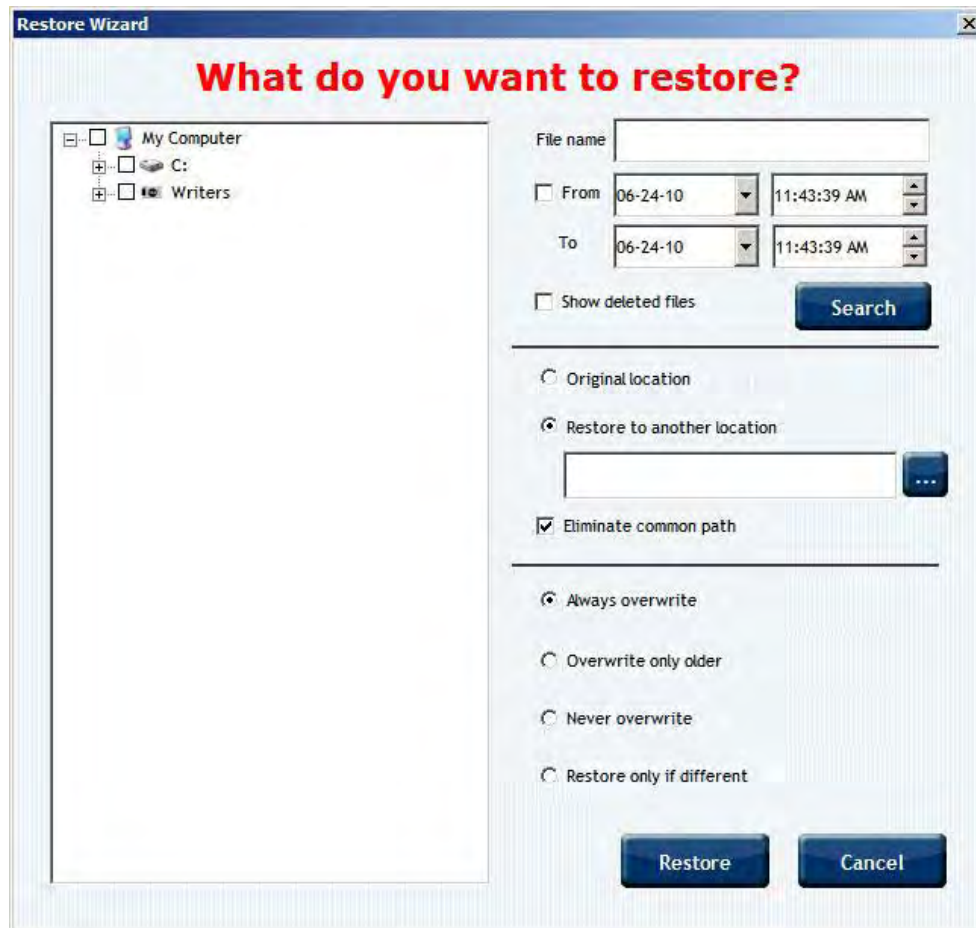 Restore Wizard
What do you want to restore?
My Computer
C:
Writers
File name
From 06-24-10 11:43:39 AM
To 06-24-10 11:43:39 AM
Show deleted files
Search
Original location
Restore to another location
...
Eliminate common path
Always overwrite
Overwrite only older
Never overwrite
Restore only if different
Restore Cancel